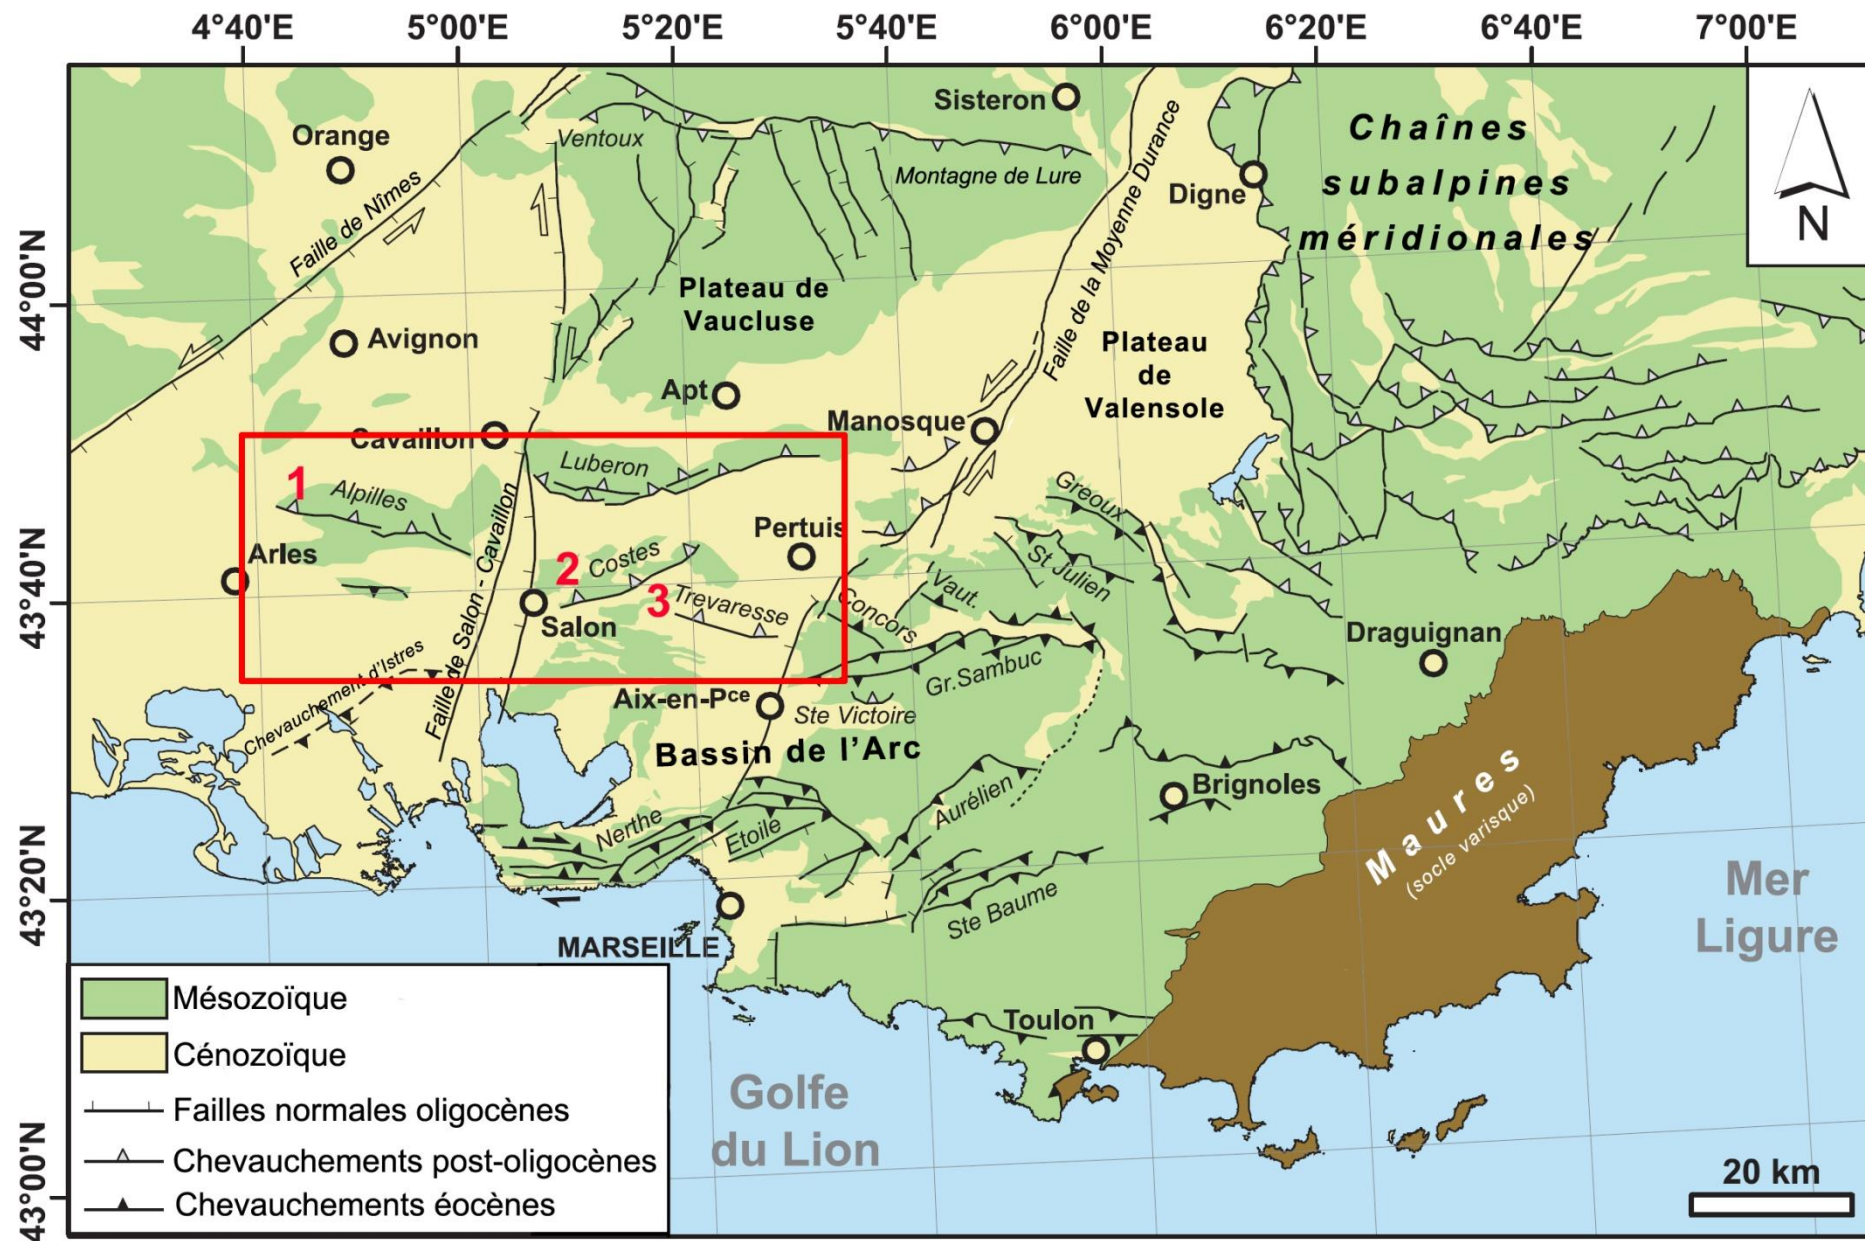 4°40'E 5°00'E 5°20'E 5°40'E 6°00'E 6°20'E 6°40'E 7°00'E
44°00'N
43°40'N
43°20'N
43°00'N
Sisteron
Orange
Ventoux
Montagne de Lure
Digne
Chaînes
subalpines
méridionales
N
Faille de Nîmes
Faille de la Moyenne Durance
Plateau de
Vaucluse
Avignon
Plateau
de
Valensole
Apt
Manosque
Cavaillon
Luberon
1
Alpilles
Greoux
Pertuis
Arles
2
Costes
St Julien
3
Trevaresse
Vaut.
Concors
Salon
Faille de Salon - Cavaillon
Draguignan
Chevauchement d'Istres
Gr.Sambuc
Aix-en-Pce
Ste Victoire
Bassin de l'Arc
Brignoles
Aurélien
Nerthe
Etoile
Maures
(socle varisque)
Ste Baume
Mer
Ligure
MARSEILLE
Toulon
Golfe
du Lion
Mésozoïque
Cénozoïque
Failles normales oligocènes
Chevauchements post-oligocènes
Chevauchements éocènes
20 km